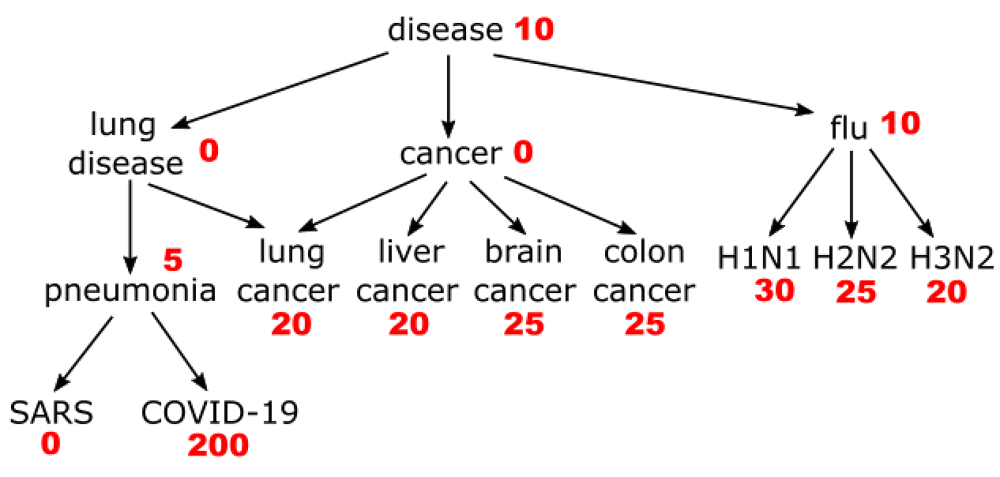 disease 10
lung
disease 0
cancer 0
flu 10
5
pneumonia
lung
cancer
20
liver
cancer
20
brain
cancer
25
colon
cancer
25
H1N1
30
H2N2
25
H3N2
20
SARS
0
COVID-19
200